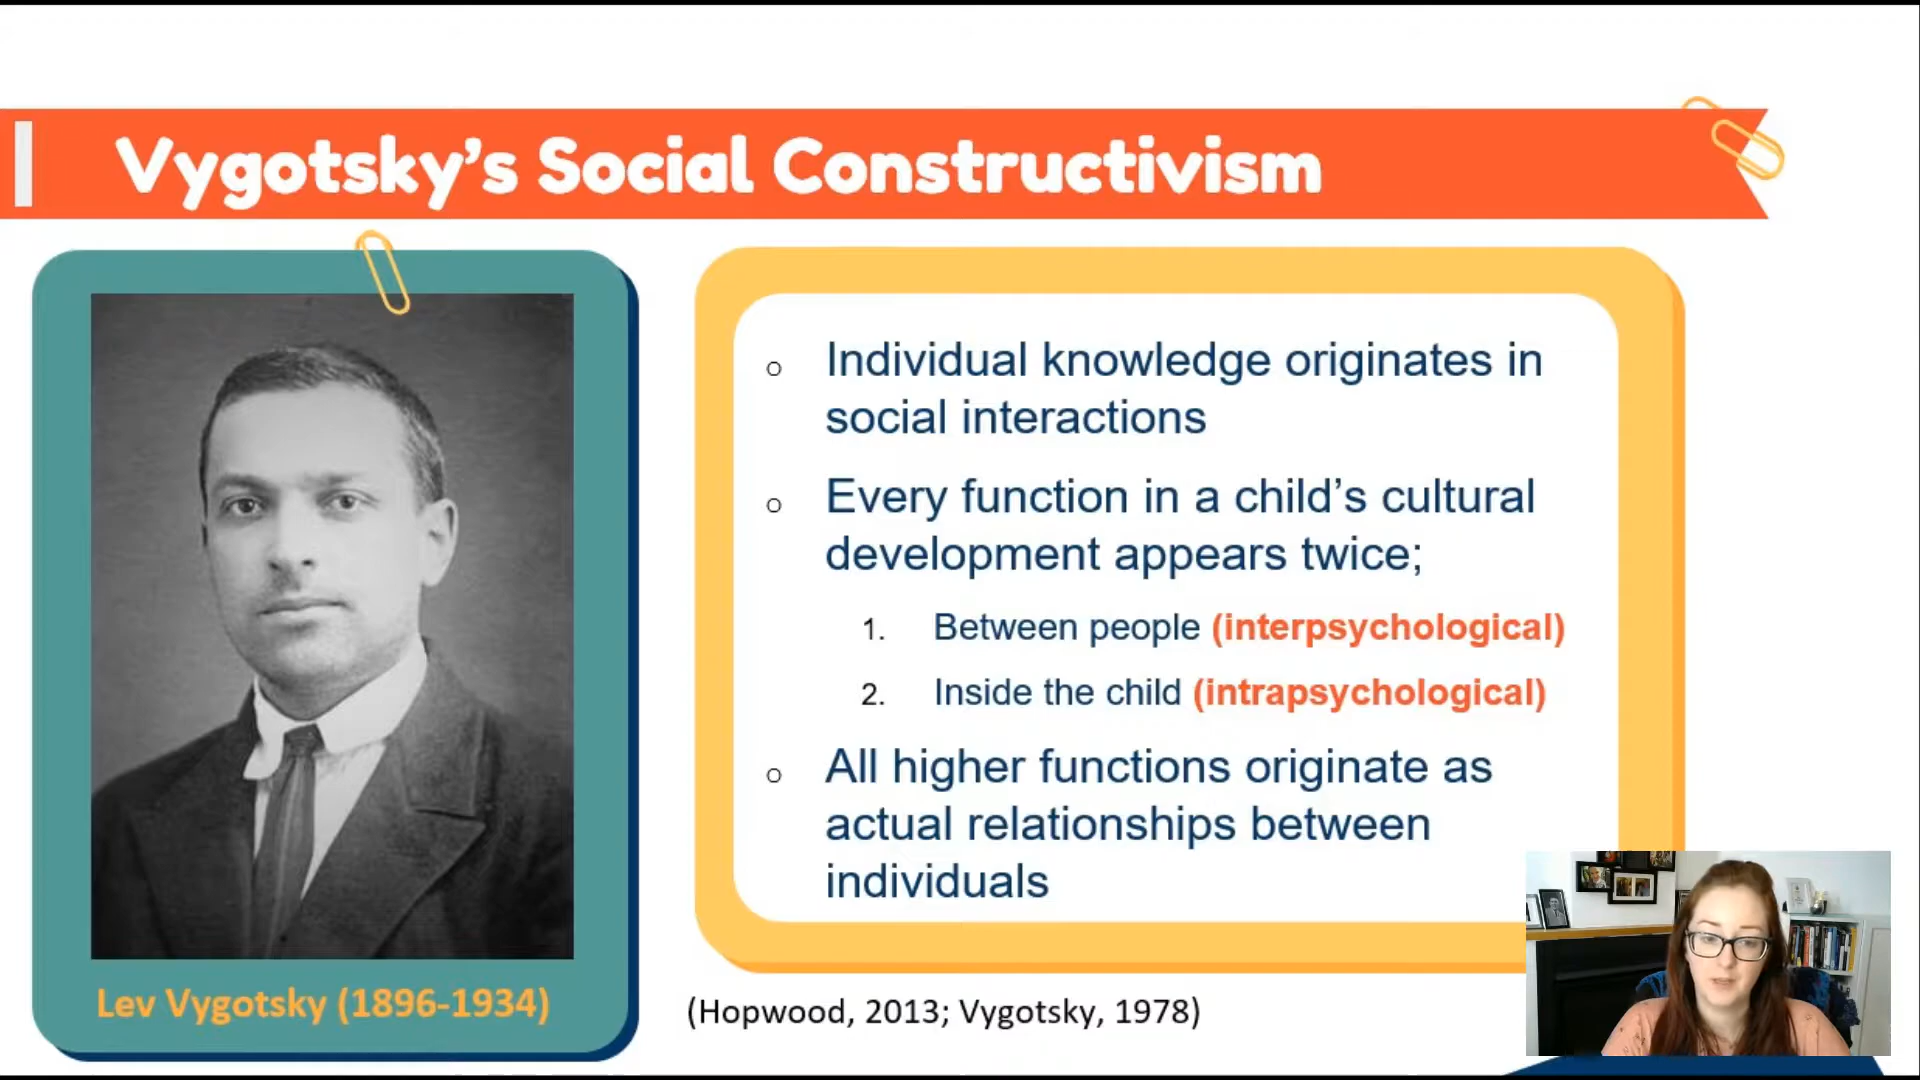 Vygotsky’s Social Constructivism
Individual knowledge originates in
social interactions
Every function in a child’s cultural
development appears twice;
1. Between people (interpsychological)
2. Inside the child (intrapsychological)
All higher functions originate as
actual relationships between
individuals
Lev Vygotsky (1896-1934)
(Hopwood, 2013; Vygotsky, 1978)